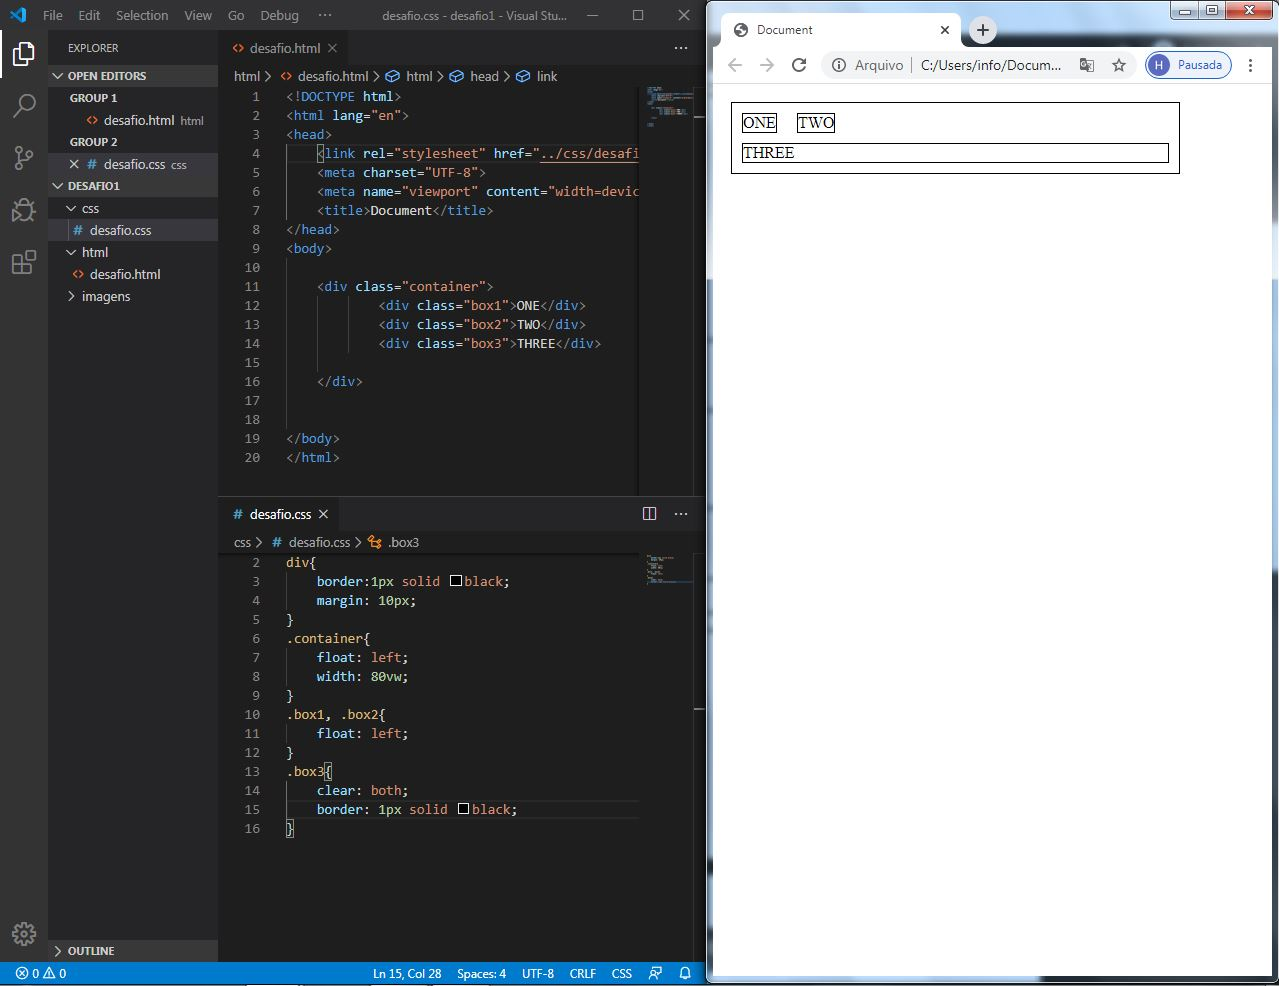 File Edit Selection View Go Debug ··· desafio.css - desafio1 - Visual Stu...
EXPLORER
OPEN EDITORS
GROUP 1
desafio.html html
GROUP 2
desafio.css css
DESAFIO1
css
desafio.css
html
desafio.html
imagens
OUTLINE
desafio.html
html > desafio.html > html > head > link
1 <!DOCTYPE html>
2 <html lang="en">
3 <head>
4 <link rel="stylesheet" href="../css/desafi
5 <meta charset="UTF-8">
6 <meta name="viewport" content="width=devic
7 <title>Document</title>
8 </head>
9 <body>
10
11 <div class="container">
12 <div class="box1">ONE</div>
13 <div class="box2">TWO</div>
14 <div class="box3">THREE</div>
15
16 </div>
17
18
19 </body>
20 </html>
desafio.css
css > desafio.css > .box3
2 div{
3 border:1px solid black;
4 margin: 10px;
5 }
6 .container{
7 float: left;
8 width: 80vw;
9 }
10 .box1, .box2{
11 float: left;
12 }
13 .box3{
14 clear: both;
15 border: 1px solid black;
16 }
0 0 Ln 15, Col 28 Spaces: 4 UTF-8 CRLF CSS
Document
Arquivo | C:/Users/info/Docum... H Pausada
ONE TWO
THREE